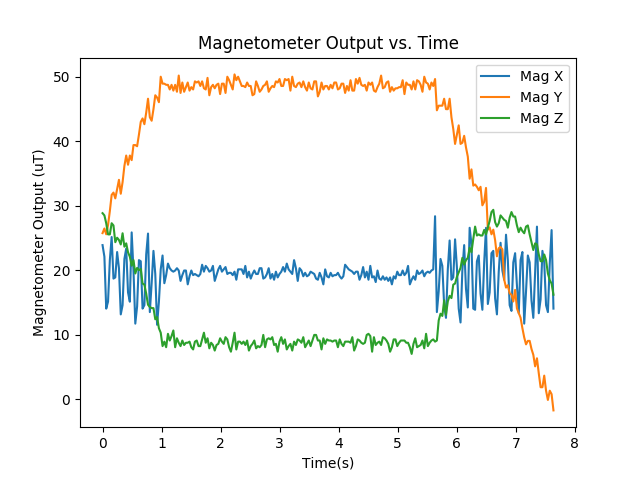 Magnetometer Output vs. Time
Mag X
Mag Y
Mag Z
Magnetometer Output (uT)
50
40
30
20
10
0
0 1 2 3 4 5 6 7 8
Time(s)